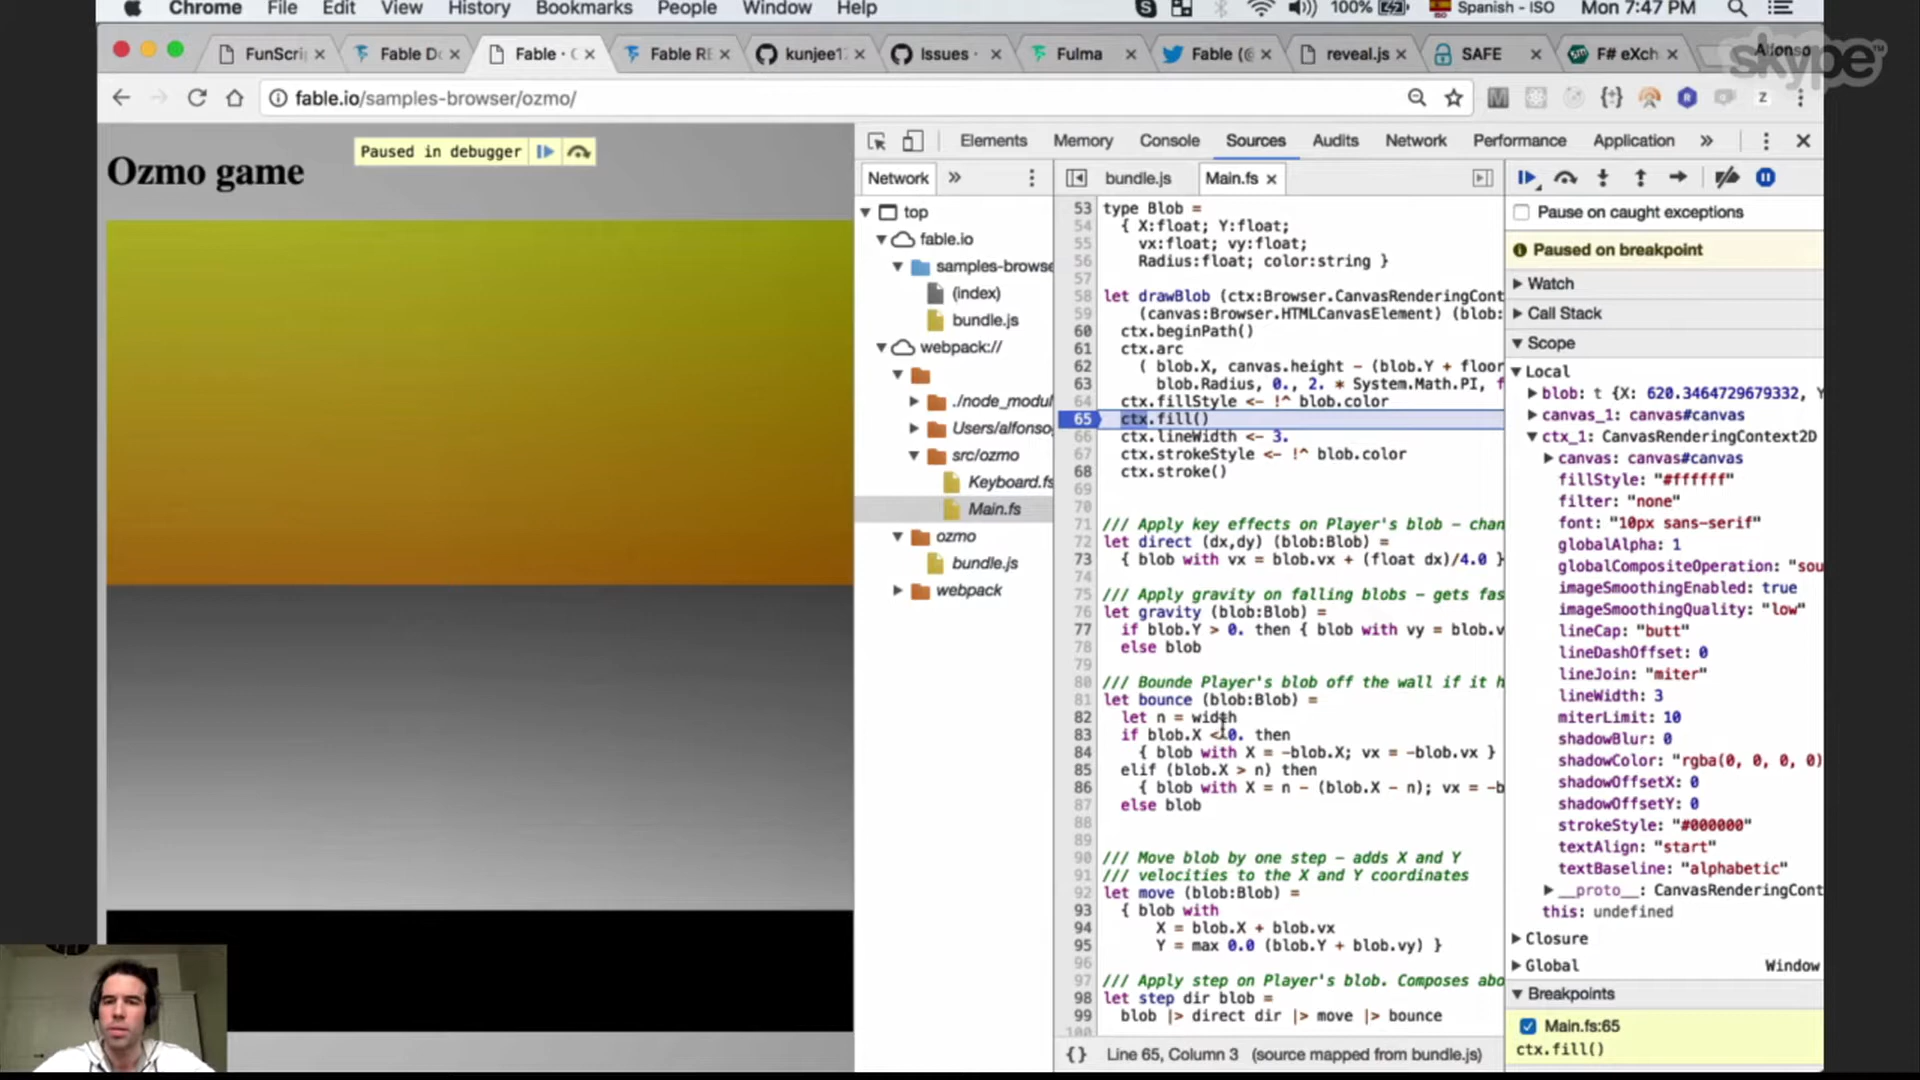 Chrome File Edit View History Bookmarks People Window Help
100% Spanish - ISO Mon 7:47 PM
FunScri
Fable Do
Fable · C
Fable RE
kunjee1
Issues ·
Fulma
Fable (@
reveal.js
SAFE
F# eXch
Alfonso
skype™
fable.io/samples-browser/ozmo/
Ozmo game
Paused in debugger
Elements Memory Console Sources Audits Network Performance Application »
Network »
top
fable.io
samples-browse
(index)
bundle.js
webpack://
./node_modul
Users/alfonso
src/ozmo
Keyboard.fs
Main.fs
ozmo
bundle.js
webpack
bundle.js Main.fs
53 type Blob =
54 { X:float; Y:float;
55 vx:float; vy:float;
56 Radius:float; color:string }
57
58 let drawBlob (ctx:Browser.CanvasRenderingCont
59 (canvas:Browser.HTMLCanvasElement) (blob:
60 ctx.beginPath()
61 ctx.arc
62 ( blob.X, canvas.height - (blob.Y + floor
63 blob.Radius, 0., 2. * System.Math.PI, f
64 ctx.fillStyle <- !^ blob.color
65 ctx.fill()
66 ctx.lineWidth <- 3.
67 ctx.strokeStyle <- !^ blob.color
68 ctx.stroke()
69
70
71 /// Apply key effects on Player's blob - chan
72 let direct (dx,dy) (blob:Blob) =
73 { blob with vx = blob.vx + (float dx)/4.0 }
74
75 /// Apply gravity on falling blobs - gets fas
76 let gravity (blob:Blob) =
77 if blob.Y > 0. then { blob with vy = blob.v
78 else blob
79
80 /// Bounde Player's blob off the wall if it h
81 let bounce (blob:Blob) =
82 let n = width
83 if blob.X < 0. then
84 { blob with X = -blob.X; vx = -blob.vx }
85 elif (blob.X > n) then
86 { blob with X = n - (blob.X - n); vx = -b
87 else blob
88
89
90 /// Move blob by one step - adds X and Y
91 /// velocities to the X and Y coordinates
92 let move (blob:Blob) =
93 { blob with
94 X = blob.X + blob.vx
95 Y = max 0.0 (blob.Y + blob.vy) }
96
97 /// Apply step on Player's blob. Composes abo
98 let step dir blob =
99 blob |> direct dir |> move |> bounce
100
{} Line 65, Column 3 (source mapped from bundle.js)
Pause on caught exceptions
Paused on breakpoint
Watch
Call Stack
Scope
Local
blob: t {X: 620.3464729679332, Y
canvas_1: canvas#canvas
ctx_1: CanvasRenderingContext2D
canvas: canvas#canvas
fillStyle: "#ffffff"
filter: "none"
font: "10px sans-serif"
globalAlpha: 1
globalCompositeOperation: "sou
imageSmoothingEnabled: true
imageSmoothingQuality: "low"
lineCap: "butt"
lineDashOffset: 0
lineJoin: "miter"
lineWidth: 3
miterLimit: 10
shadowBlur: 0
shadowColor: "rgba(0, 0, 0, 0)
shadowOffsetX: 0
shadowOffsetY: 0
strokeStyle: "#000000"
textAlign: "start"
textBaseline: "alphabetic"
__proto__: CanvasRenderingCont
this: undefined
Closure
Global Window
Breakpoints
Main.fs:65
ctx.fill()